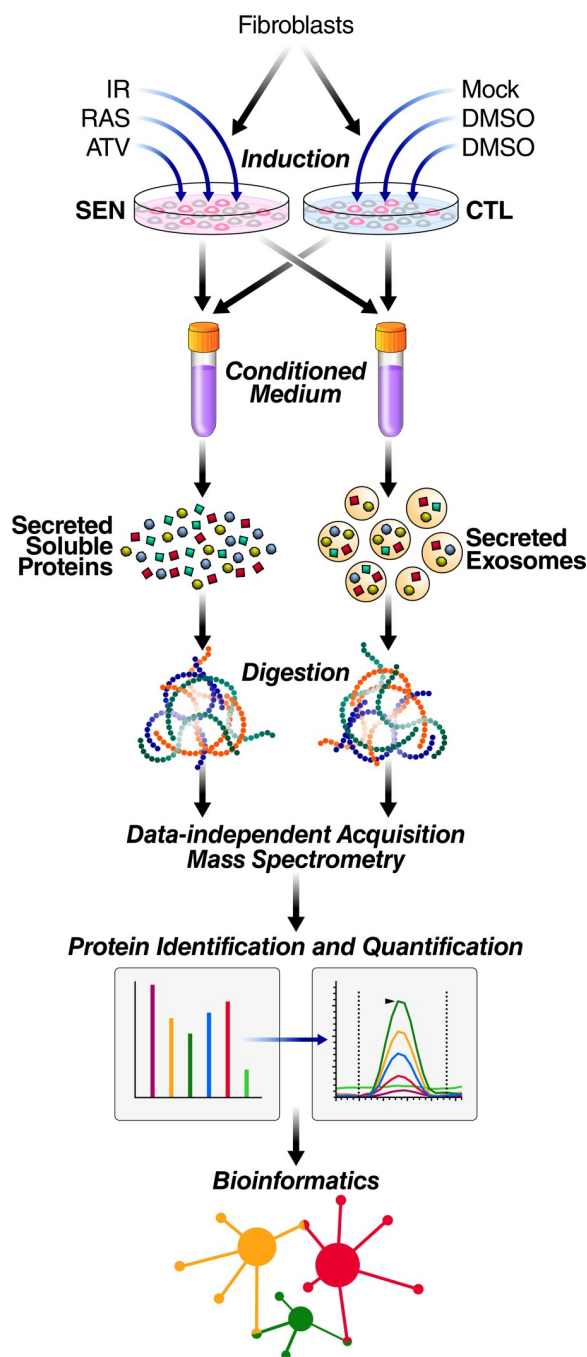 Fibroblasts
IR
RAS
ATV
Mock
DMSO
DMSO
Induction
SEN
CTL
Conditioned
Medium
Secreted
Soluble
Proteins
Secreted
Exosomes
Digestion
Data-independent Acquisition
Mass Spectrometry
Protein Identification and Quantification
Bioinformatics